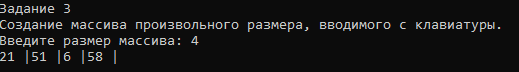 Задание 3
Создание массива произвольного размера, вводимого с клавиатуры.
Введите размер массива: 4
21 |51 |6 |58 |